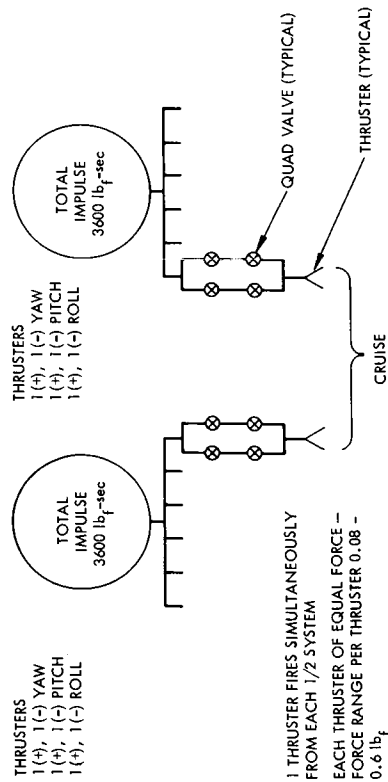 THRUSTERS
1(+), 1(-) YAW
1(+), 1(-) PITCH
1(+), 1(-) ROLL
TOTAL
IMPULSE
3600 lbf-sec
THRUSTERS
1(+), 1(-) YAW
1(+), 1(-) PITCH
1(+), 1(-) ROLL
TOTAL
IMPULSE
3600 lbf-sec
QUAD VALVE (TYPICAL)
THRUSTER (TYPICAL)
CRUISE
1 THRUSTER FIRES SIMULTANEOUSLY
FROM EACH 1/2 SYSTEM
EACH THRUSTER OF EQUAL FORCE —
FORCE RANGE PER THRUSTER 0.08 -
0.6 lbf